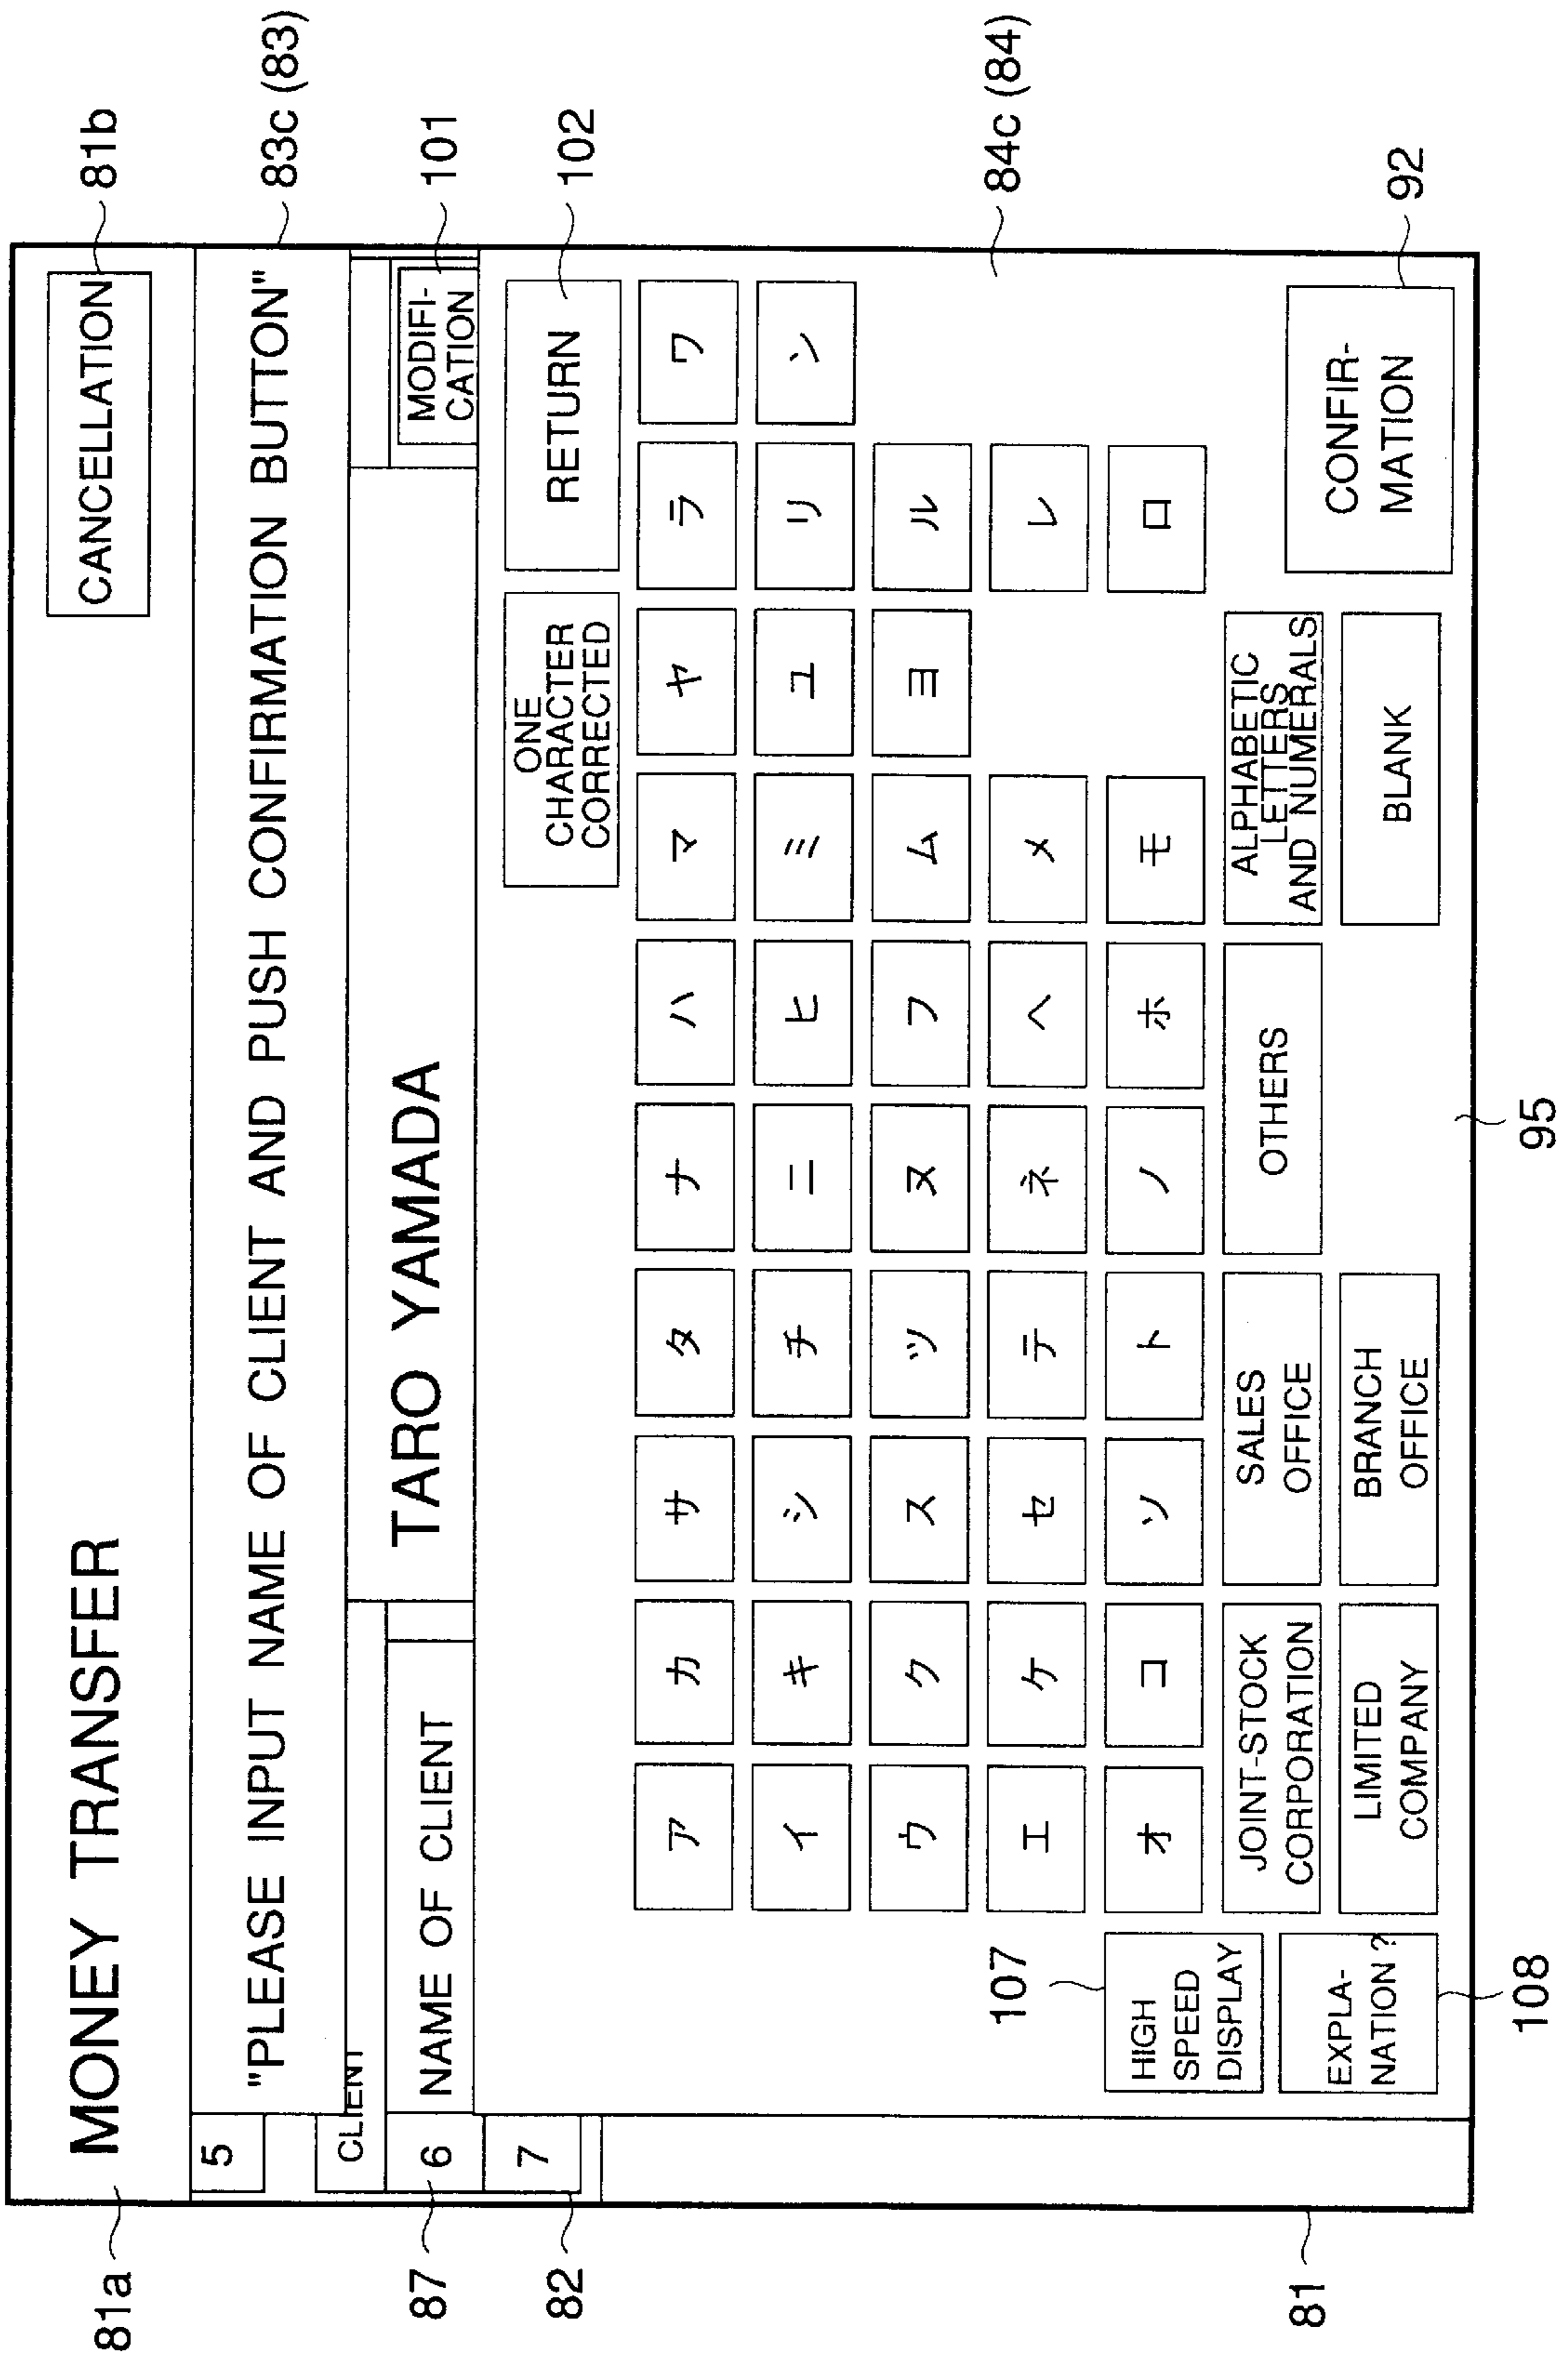 81a
MONEY TRANSFER
CANCELLATION
81b
"PLEASE INPUT NAME OF CLIENT AND PUSH CONFIRMATION BUTTON"
83c (83)
5
CLIENT
87
6
NAME OF CLIENT
TARO YAMADA
MODIFI-
CATION
101
82
7
ONE
CHARACTER
CORRECTED
RETURN
102
ア カ サ タ ナ ハ マ ヤ ラ ワ
イ キ シ チ ニ ヒ ミ ユ リ ン
ウ ク ス ツ ヌ フ ム ヨ ル
エ ケ セ テ ネ ヘ メ レ
オ コ ソ ト ノ ホ モ ロ
84c (84)
107
HIGH
SPEED
DISPLAY
JOINT-STOCK
CORPORATION
SALES
OFFICE
OTHERS
ALPHABETIC
LETTERS
AND NUMERALS
EXPLA-
NATION ?
LIMITED
COMPANY
BRANCH
OFFICE
BLANK
CONFIR-
MATION
92
81
108
95